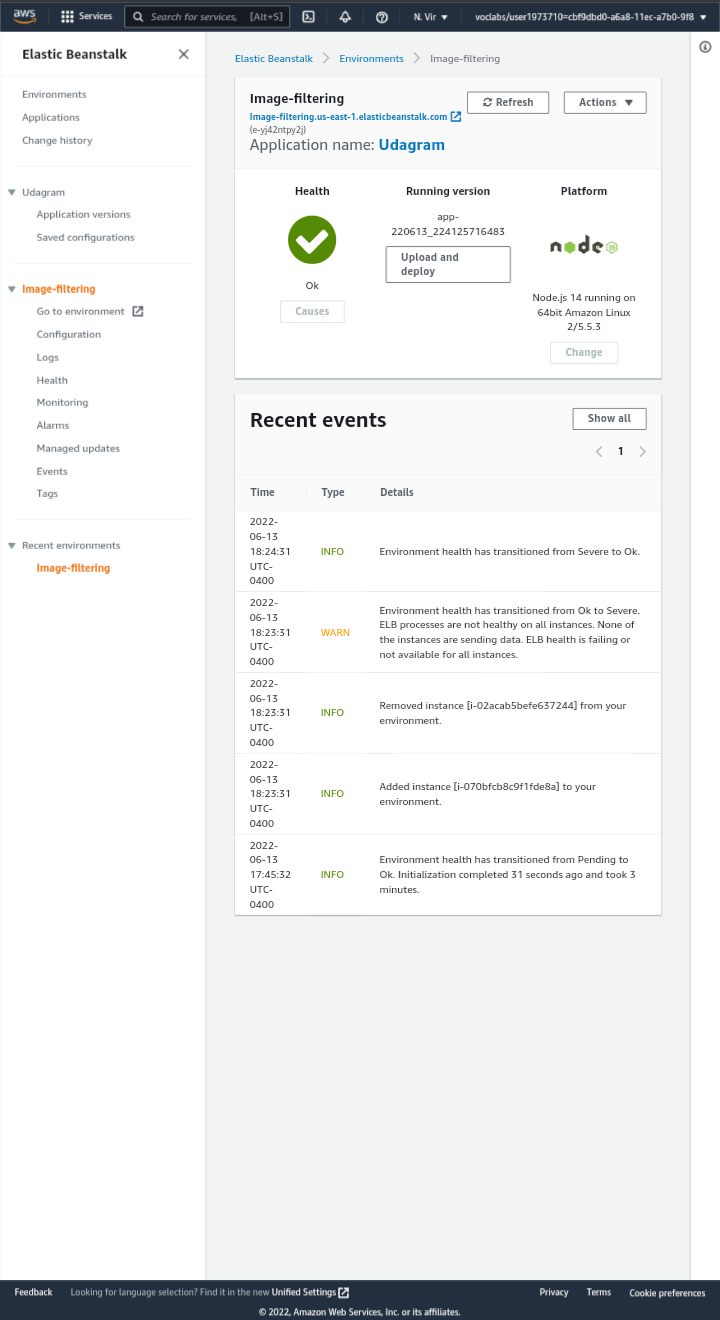 aws
Services
Search for services,
[Alt+S]
N. Vir
voclabs/user1973710=cbf9dbd0-a6a8-11ec-a7b0-9f8
Elastic Beanstalk
Environments
Applications
Change history
Udagram
Application versions
Saved configurations
Image-filtering
Go to environment
Configuration
Logs
Health
Monitoring
Alarms
Managed updates
Events
Tags
Recent environments
Image-filtering
Elastic Beanstalk
Environments
Image-filtering
Image-filtering
Image-filtering.us-east-1.elasticbeanstalk.com
(e-yj42ntpy2j)
Application name: Udagram
Refresh
Actions
Health
Ok
Causes
Running version
app-
220613_224125716483
Upload and
deploy
Platform
node
JS
Node.js 14 running on
64bit Amazon Linux
2/5.5.3
Change
Recent events
Show all
1
Time
Type
Details
2022-
06-13
18:24:31
UTC-
0400
INFO
Environment health has transitioned from Severe to Ok.
2022-
06-13
18:23:31
UTC-
0400
WARN
Environment health has transitioned from Ok to Severe.
ELB processes are not healthy on all instances. None of
the instances are sending data. ELB health is failing or
not available for all instances.
2022-
06-13
18:23:31
UTC-
0400
INFO
Removed instance [i-02acab5befe637244] from your
environment.
2022-
06-13
18:23:31
UTC-
0400
INFO
Added instance [i-070bfcb8c9f1fde8a] to your
environment.
2022-
06-13
17:45:32
UTC-
0400
INFO
Environment health has transitioned from Pending to
Ok. Initialization completed 31 seconds ago and took 3
minutes.
Feedback
Looking for language selection? Find it in the new Unified Settings
Privacy
Terms
Cookie preferences
© 2022, Amazon Web Services, Inc. or its affiliates.